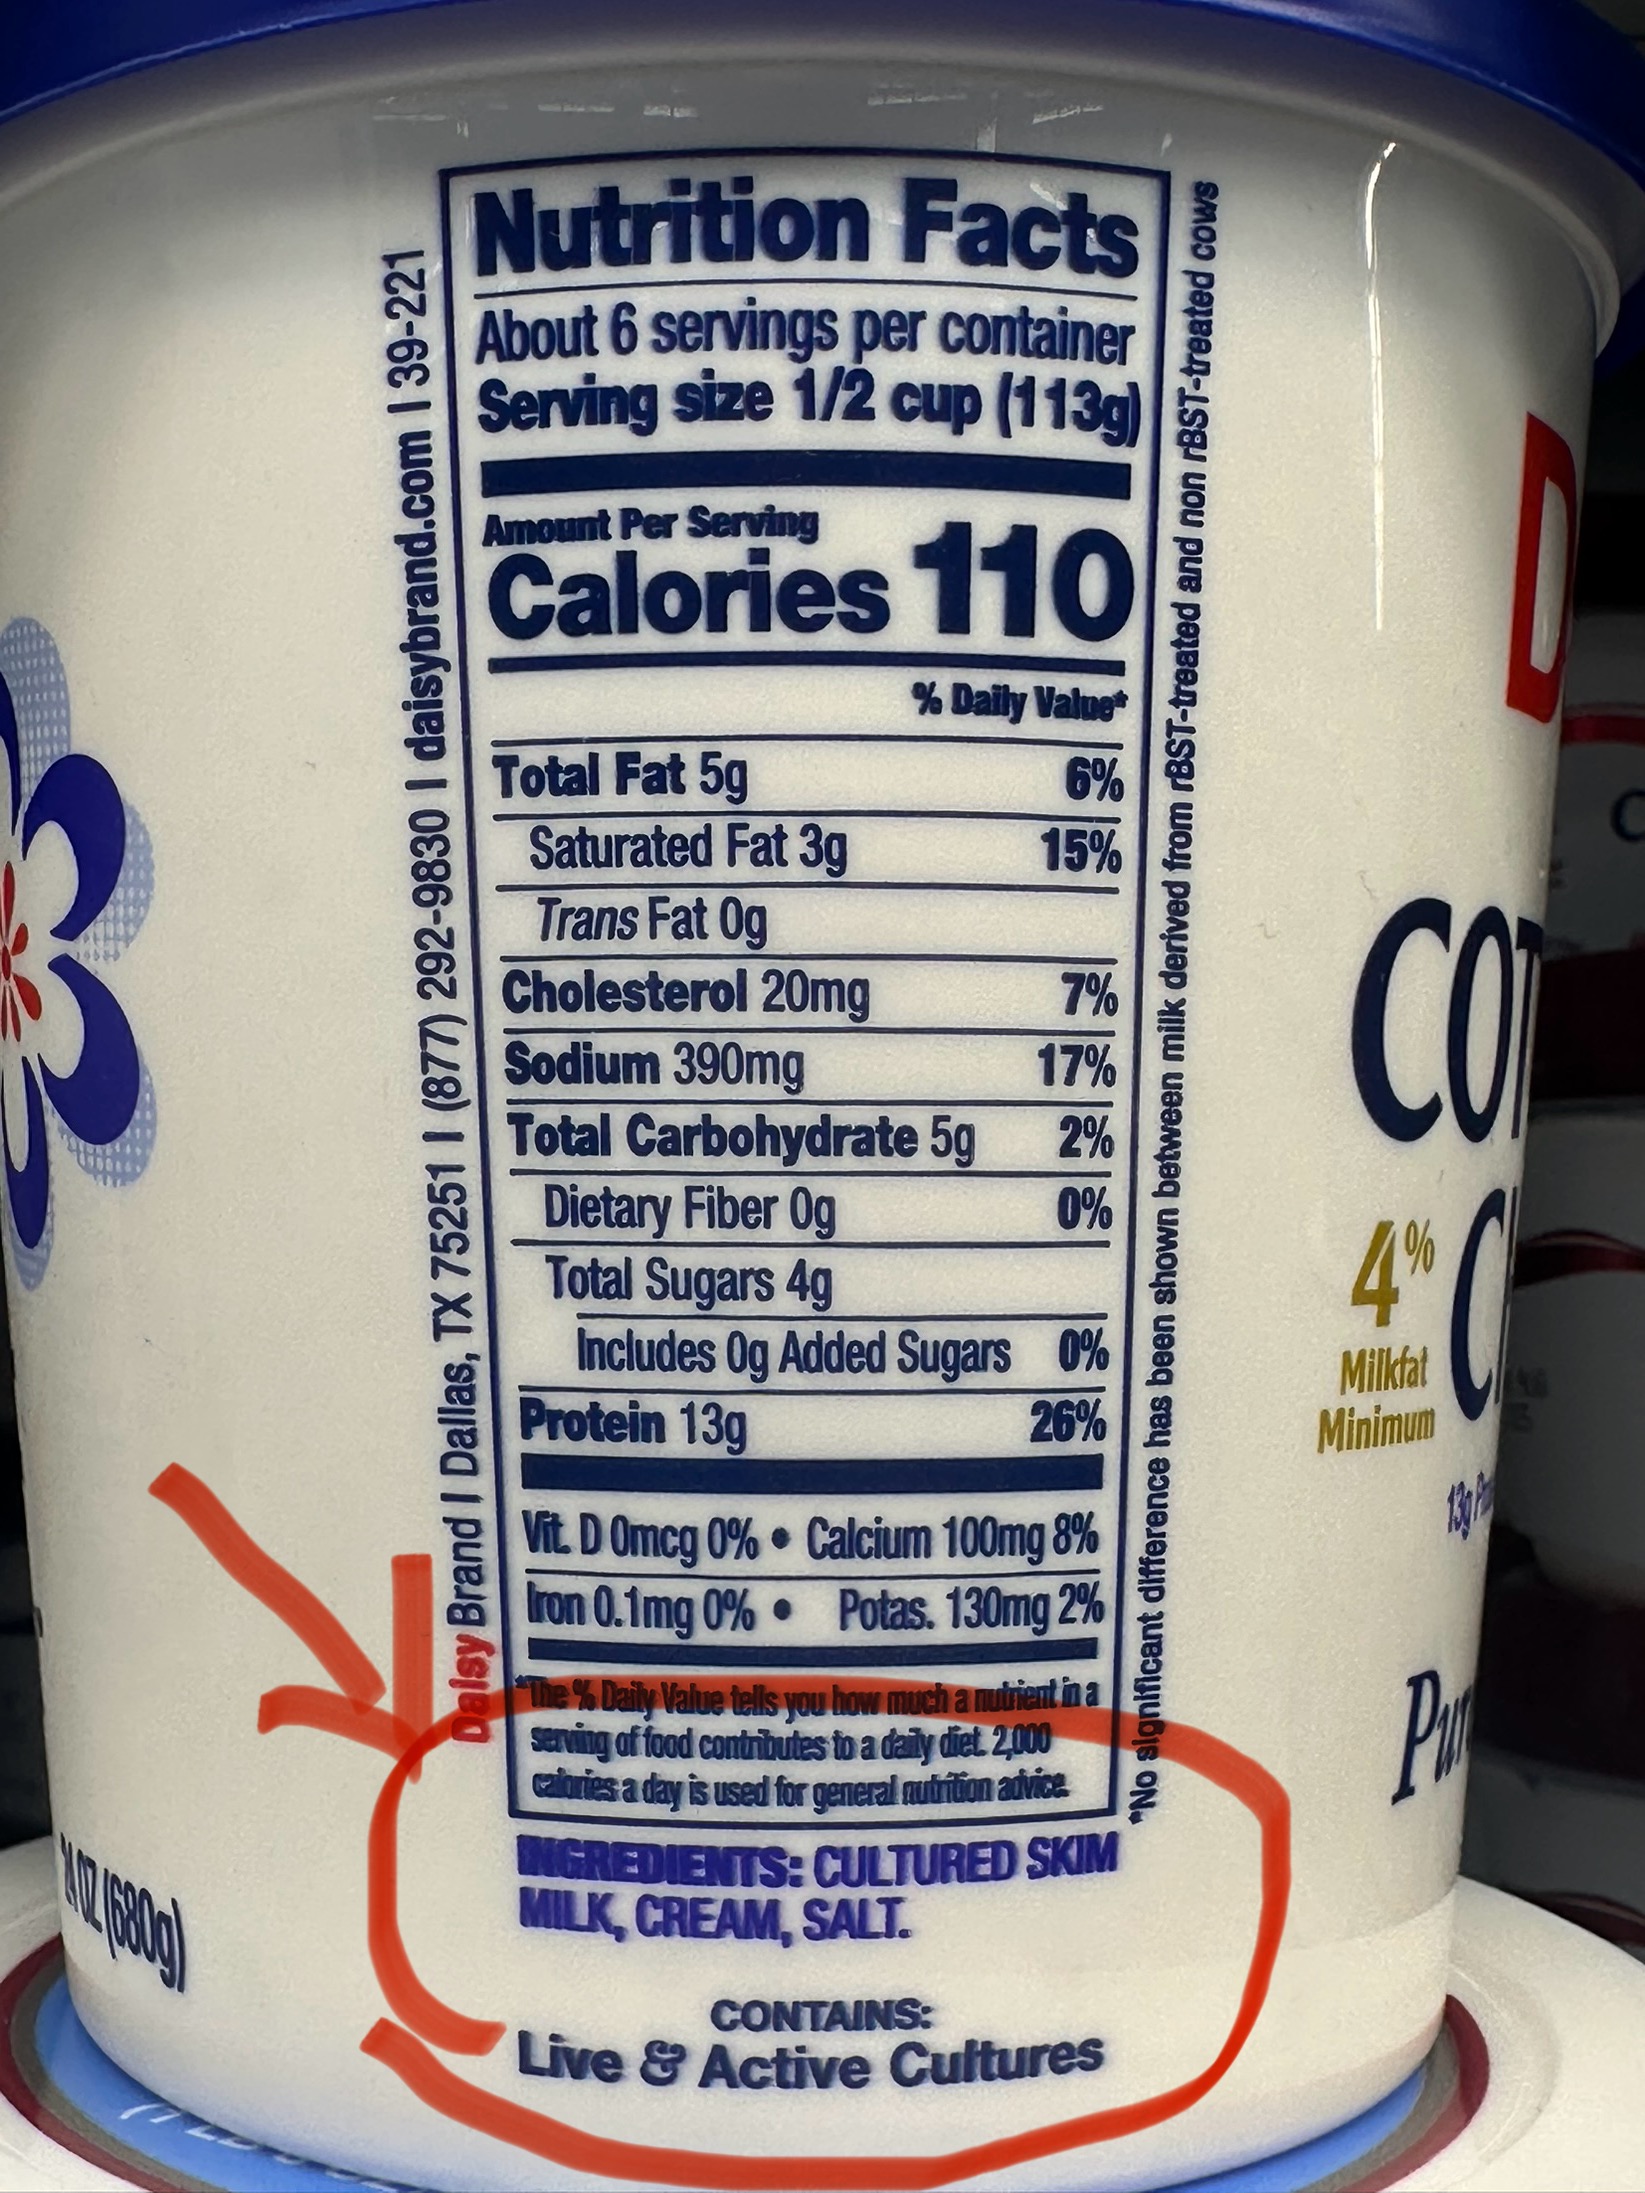 Nutrition Facts
About 6 servings per container
Serving size 1/2 cup (113g)
Amount Per Serving
Calories 110
% Daily Value*
Total Fat 5g 6%
Saturated Fat 3g 15%
Trans Fat 0g
Cholesterol 20mg 7%
Sodium 390mg 17%
Total Carbohydrate 5g 2%
Dietary Fiber 0g 0%
Total Sugars 4g
Includes 0g Added Sugars 0%
Protein 13g 26%
Vit. D 0mcg 0% • Calcium 100mg 8%
Iron 0.1mg 0% • Potas. 130mg 2%
*The % Daily Value tells you how much a nutrient in a
serving of food contributes to a daily diet. 2,000
calories a day is used for general nutrition advice.
INGREDIENTS: CULTURED SKIM
MILK, CREAM, SALT.
CONTAINS:
Live & Active Cultures
Daisy Brand | Dallas, TX 75251 | (877) 292-9830 | daisybrand.com | 39-221
*No significant difference has been shown between milk derived from rBST-treated and non rBST-treated cows
OZ (680g)
D
COT
4%
Milkfat
Minimum
13g